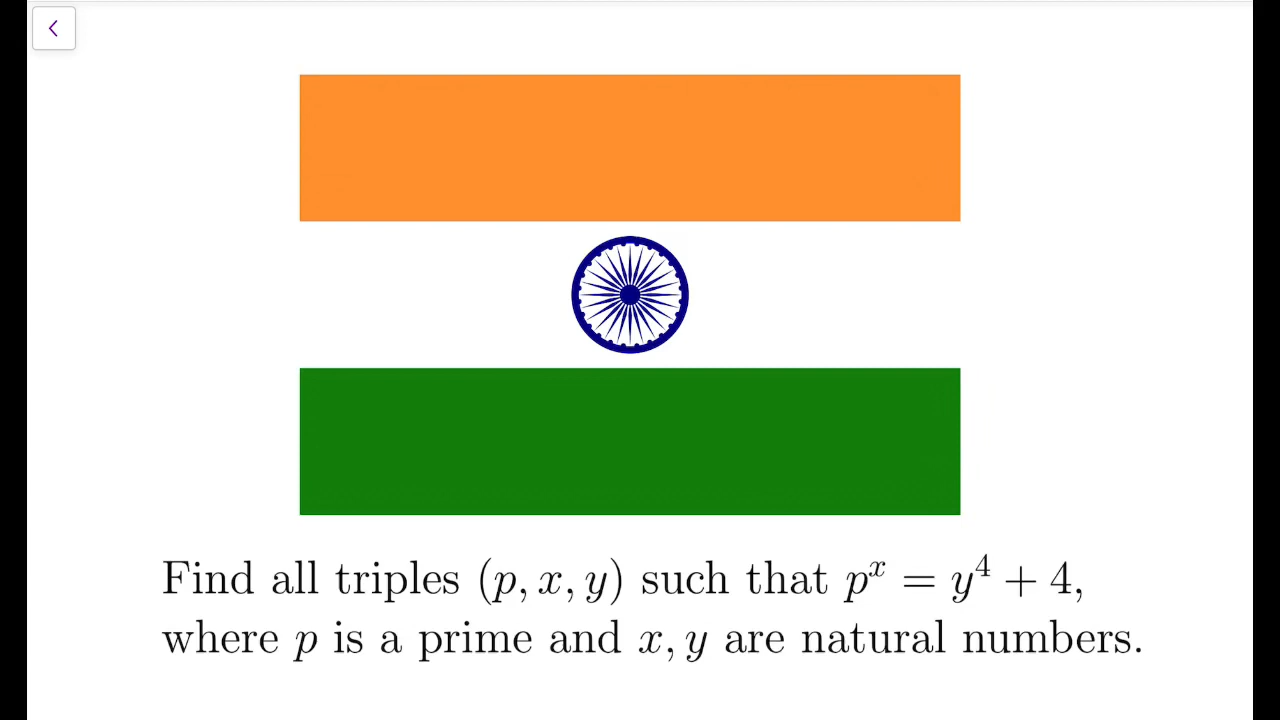 Find all triples (p, x, y) such that p^x = y^4 + 4,
where p is a prime and x, y are natural numbers.